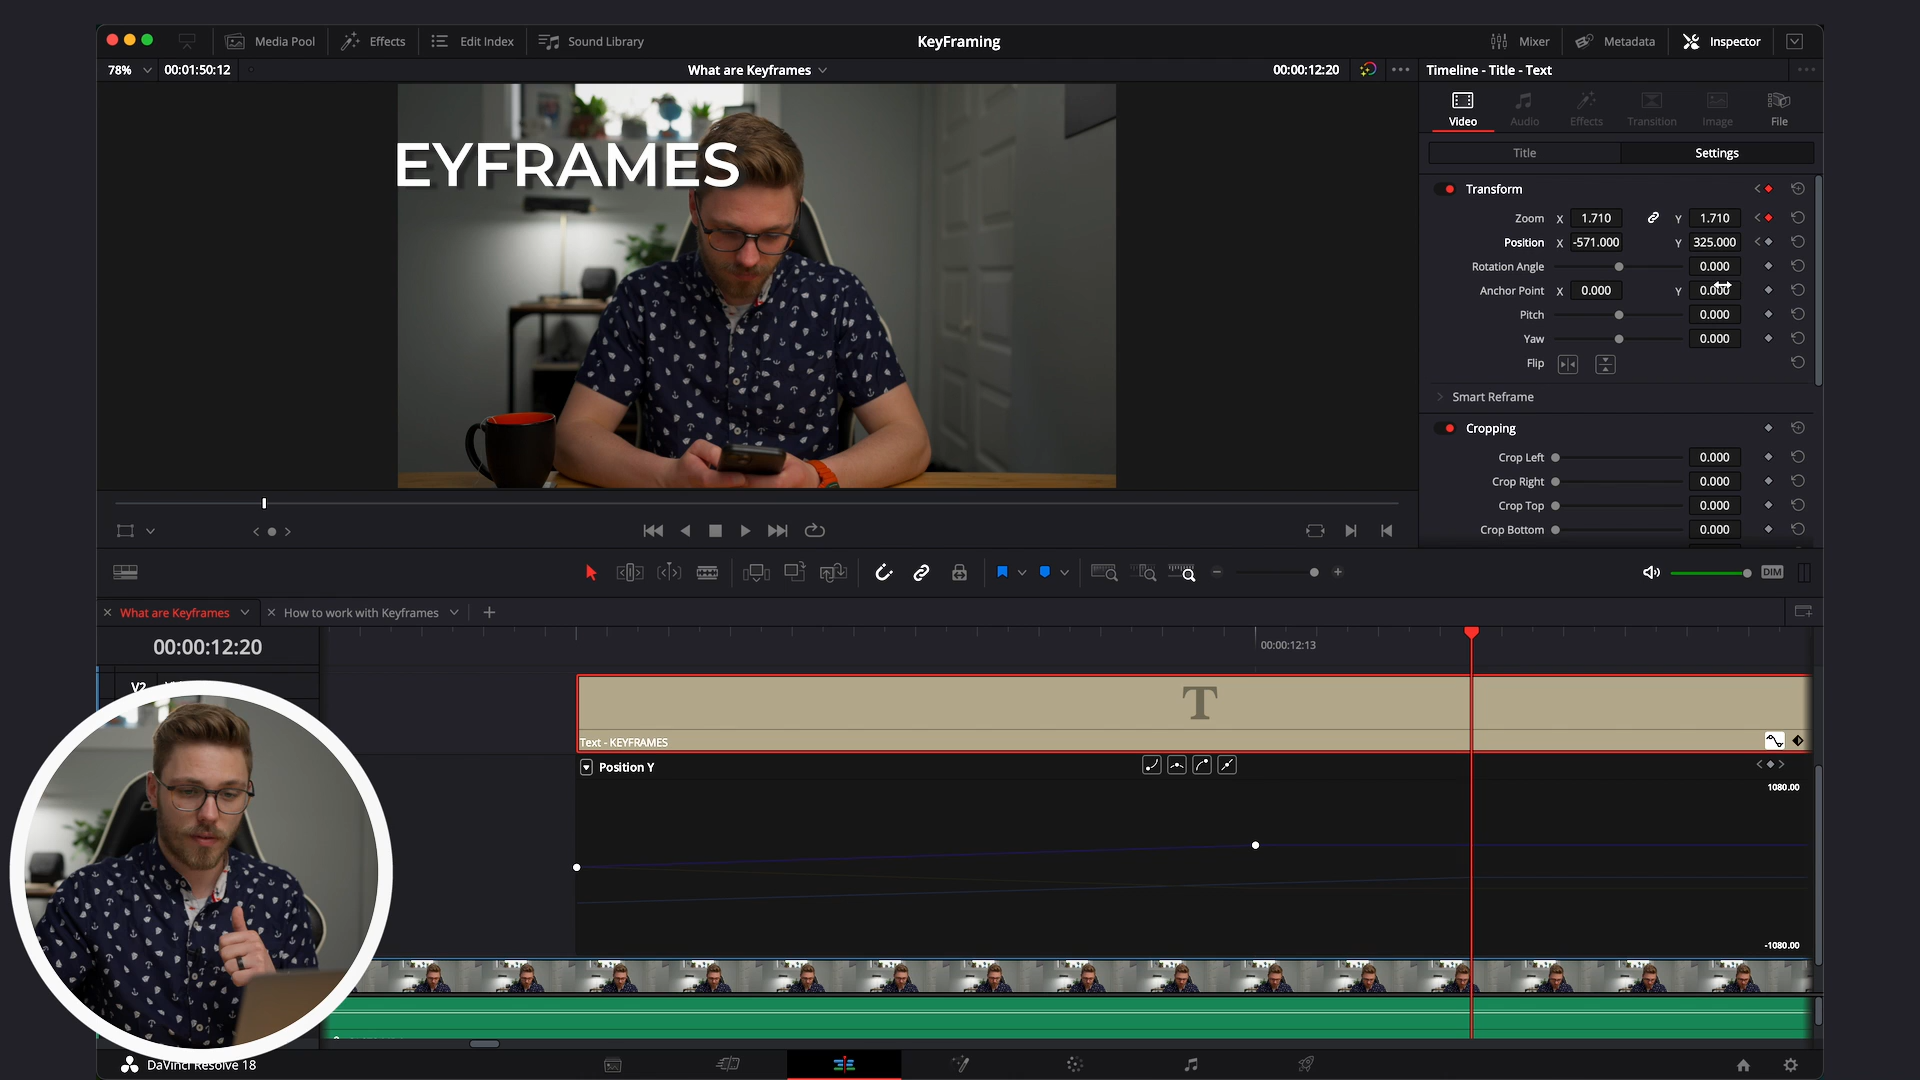 Media Pool
Effects
Edit Index
Sound Library
KeyFraming
Mixer
Metadata
Inspector
78%
00:01:50:12
What are Keyframes
00:00:12:20
Timeline - Title - Text
EYFRAMES
Video
Audio
Effects
Transition
Image
File
Title
Settings
Transform
Zoom X 1.710 Y 1.710
Position X -571.000 Y 325.000
Rotation Angle 0.000
Anchor Point X 0.000 Y 0.000
Pitch 0.000
Yaw 0.000
Flip
Smart Reframe
Cropping
Crop Left 0.000
Crop Right 0.000
Crop Top 0.000
Crop Bottom 0.000
DIM
What are Keyframes
How to work with Keyframes
00:00:12:20
00:00:12:13
V2
T
Text - KEYFRAMES
Position Y
1080.00
-1080.00
DaVinci Resolve 18